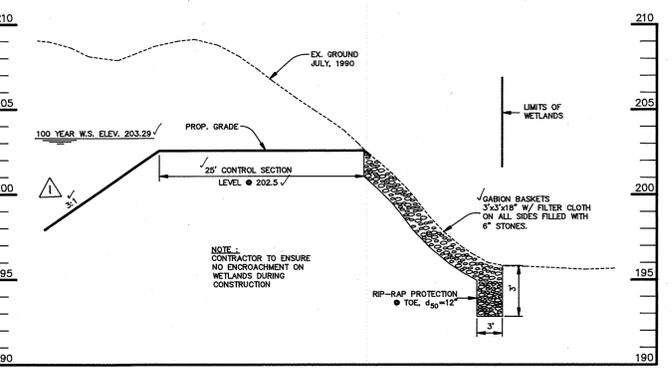 210
210
EX. GROUND
JULY, 1990
205
205
LIMITS OF
WETLANDS
100 YEAR W.S. ELEV. 203.29
PROP. GRADE
25' CONTROL SECTION
LEVEL @ 202.5
1
3:1
200
200
GABION BASKETS
3'x3'x18" W/ FILTER CLOTH
ON ALL SIDES FILLED WITH
6" STONES.
NOTE :
CONTRACTOR TO ENSURE
NO ENCROACHMENT ON
WETLANDS DURING
CONSTRUCTION
195
195
RIP-RAP PROTECTION
@ TOE, d50=12"
3'
3'
190
190